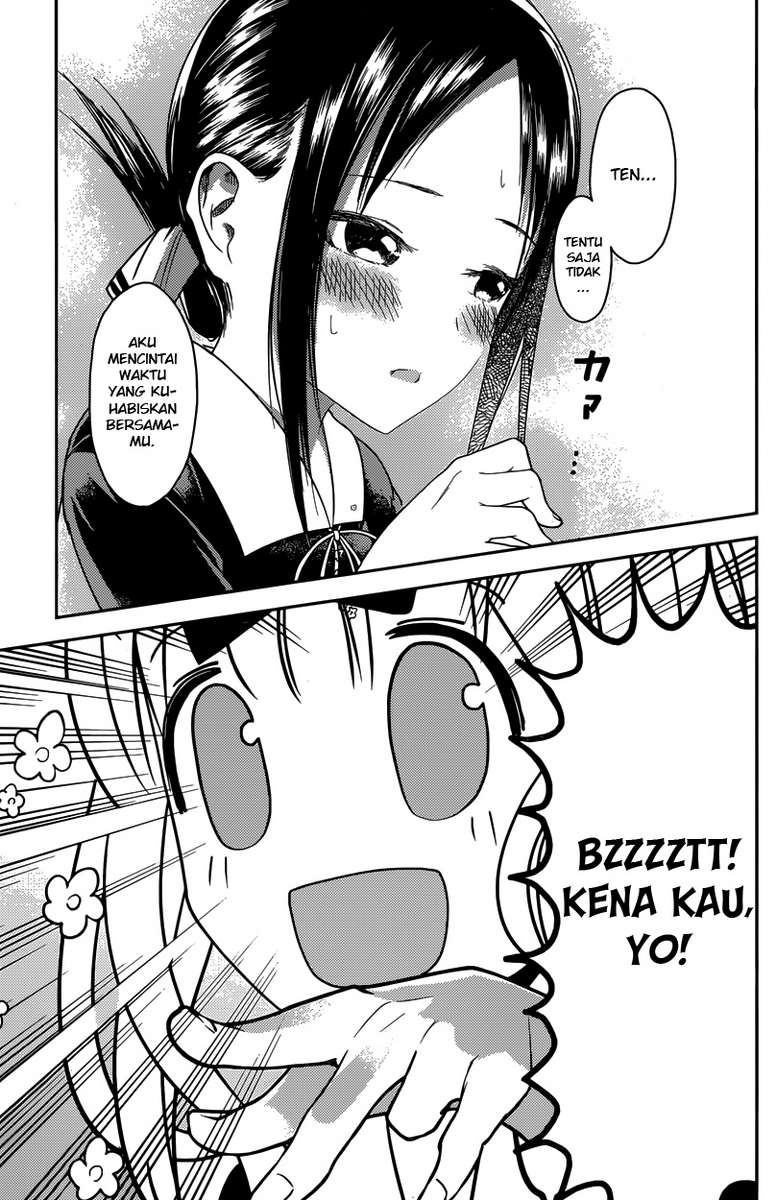 TEN...
TENTU
SAJA
TIDAK
...
カァ
...
AKU
MENCINTAI
WAKTU
YANG KU-
HABISKAN
BERSAMA-
MU.
BZZZZTT!
KENA KAU,
YO!